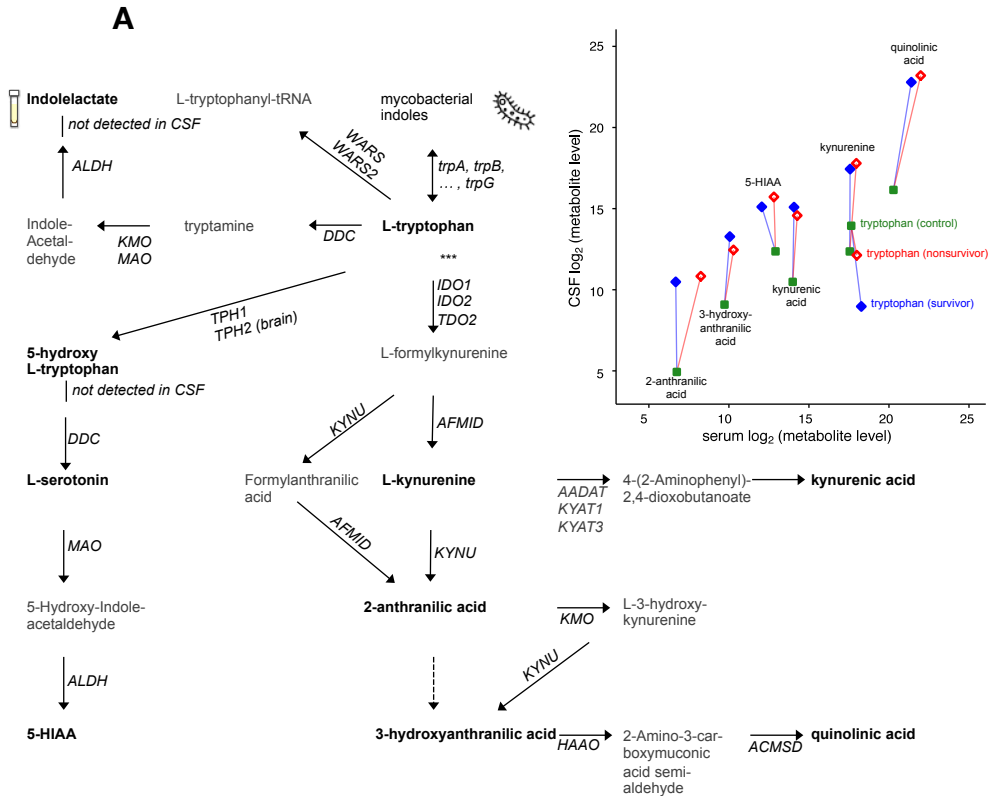 A
Indolelactate
L-tryptophanyl-tRNA
mycobacterial
indoles
not detected in CSF
ALDH
WARS
WARS2
trpA, trpB,
… , trpG
Indole-
Acetal-
dehyde
KMO
MAO
tryptamine
DDC
L-tryptophan
***
IDO1
IDO2
TDO2
TPH1
TPH2 (brain)
5-hydroxy
L-tryptophan
not detected in CSF
L-formylkynurenine
DDC
KYNU
AFMID
L-serotonin
Formylanthranilic
acid
L-kynurenine
AADAT
KYAT1
KYAT3
4-(2-Aminophenyl)-
2,4-dioxobutanoate
kynurenic acid
MAO
AFMID
KYNU
5-Hydroxy-Indole-
acetaldehyde
2-anthranilic acid
KMO
L-3-hydroxy-
kynurenine
ALDH
KYNU
5-HIAA
3-hydroxyanthranilic acid
HAAO
2-Amino-3-car-
boxymuconic
acid semi-
aldehyde
ACMSD
quinolinic acid
CSF log2 (metabolite level)
25
20
15
10
5
quinolinic
acid
kynurenine
5-HIAA
tryptophan (control)
tryptophan (nonsurvivor)
tryptophan (survivor)
kynurenic
acid
3-hydroxy-
anthranilic
acid
2-anthranilic
acid
5
10
15
20
25
serum log2 (metabolite level)